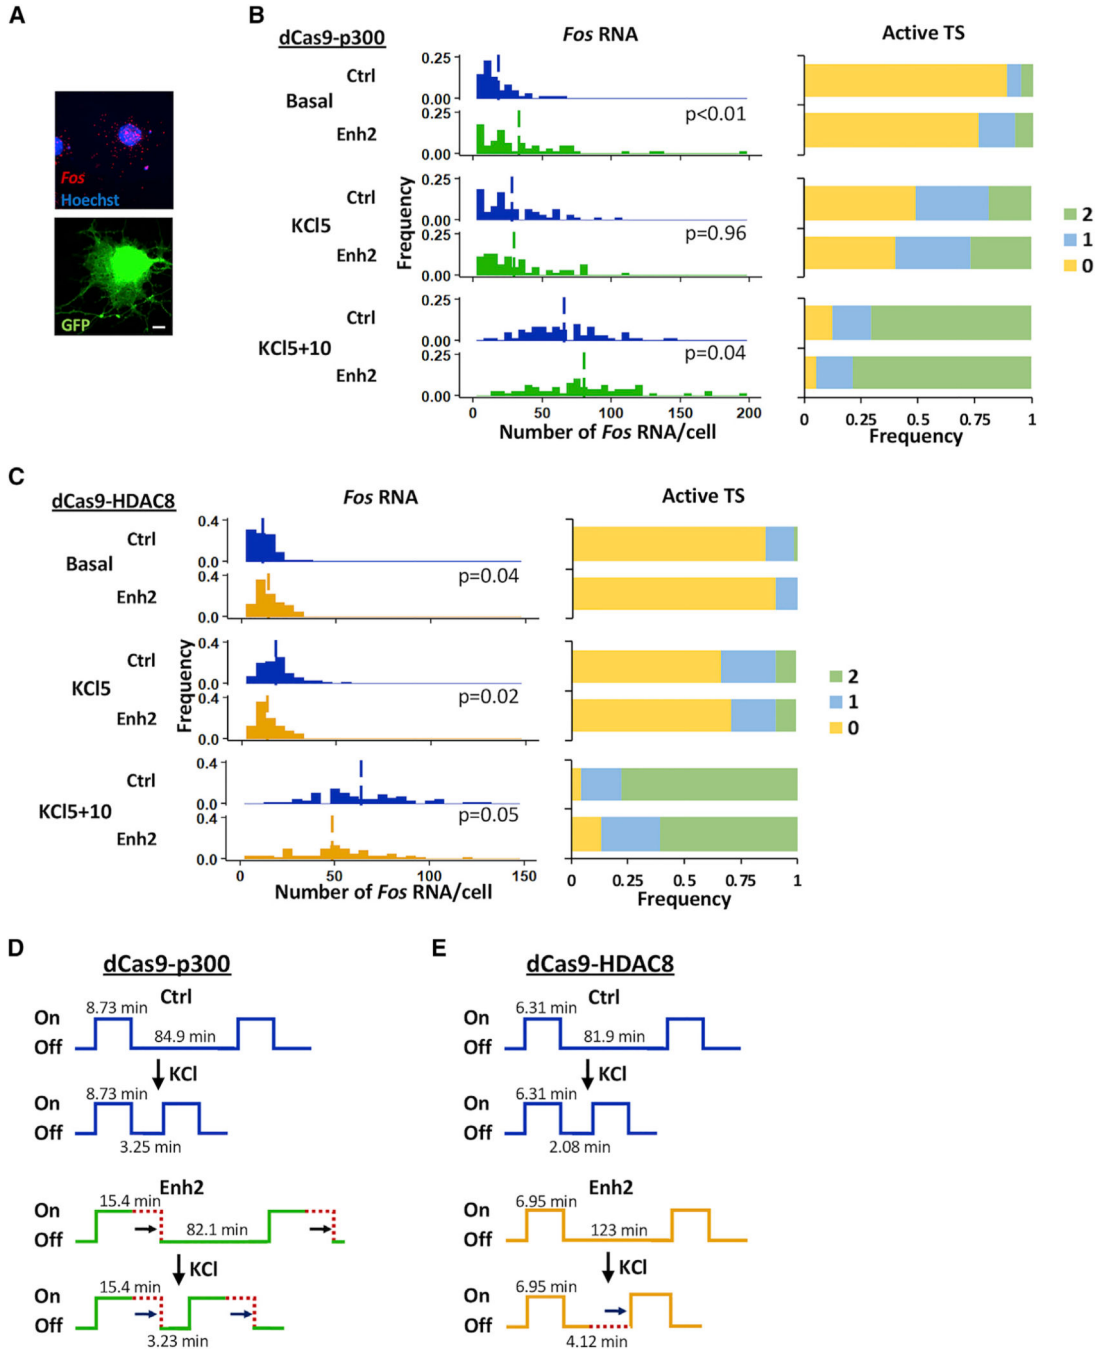 A
Fos
Hoechst
GFP
B
dCas9-p300
Fos RNA
Active TS
Frequency
Basal
Ctrl
0.25
0.00
p<0.01
Enh2
0.25
0.00
KCl5
Ctrl
0.25
0.00
p=0.96
Enh2
0.25
0.00
KCl5+10
Ctrl
0.25
0.00
p=0.04
Enh2
0.25
0.00
0 50 100 150 200
Number of Fos RNA/cell
0 0.25 0.5 0.75 1
Frequency
2
1
0
C
dCas9-HDAC8
Fos RNA
Active TS
Frequency
Basal
Ctrl
0.4
0.0
p=0.04
Enh2
0.4
0.0
KCl5
Ctrl
0.4
0.0
p=0.02
Enh2
0.4
0.0
KCl5+10
Ctrl
0.4
0.0
p=0.05
Enh2
0.4
0.0
0 50 100 150
Number of Fos RNA/cell
0 0.25 0.5 0.75 1
Frequency
2
1
0
D
dCas9-p300
Ctrl
8.73 min
On
84.9 min
Off
KCl
8.73 min
On
Off
3.25 min
Enh2
15.4 min
On
82.1 min
Off
KCl
15.4 min
On
Off
3.23 min
E
dCas9-HDAC8
Ctrl
6.31 min
On
81.9 min
Off
KCl
6.31 min
On
Off
2.08 min
Enh2
6.95 min
On
123 min
Off
KCl
6.95 min
On
Off
4.12 min